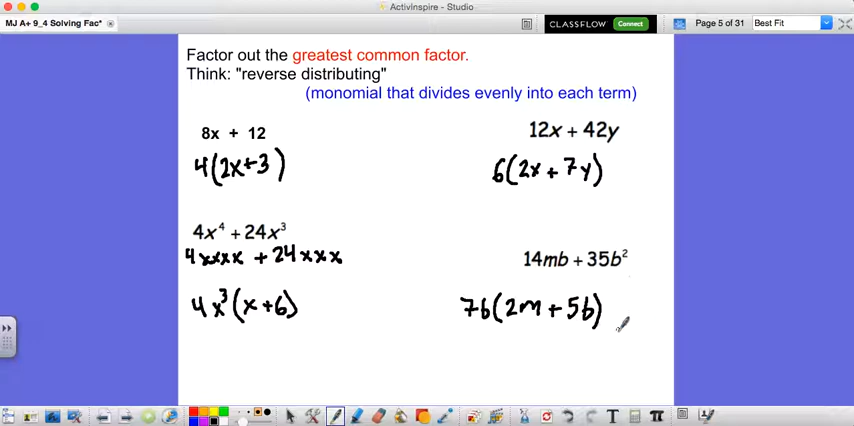 ActivInspire - Studio
MJ A+ 9_4 Solving Fac*
CLASSFLOW Connect
Page 5 of 31
Best Fit
Factor out the greatest common factor.
Think: "reverse distributing"
(monomial that divides evenly into each term)
8x + 12
12x + 42y
4(2x+3)
6(2x + 7y)
4x⁴ + 24x³
4xxxx + 24xxx
14mb + 35b²
4x³(x+6)
7b(2m + 5b)